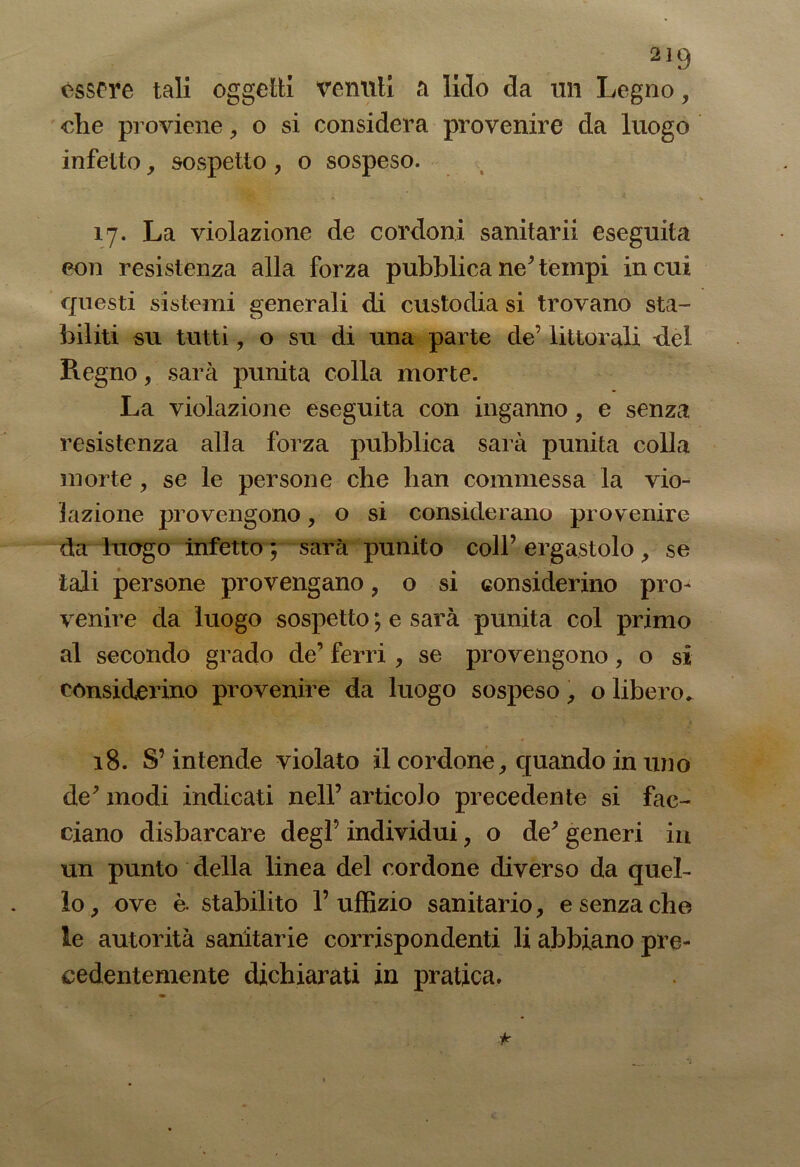 219
essere tali oggetti venuti a lido da un Legno,
che proviene, o si considera provenire da luogo
infetto, sospetto, o sospeso.
17. La violazione de cordoni sanitarii eseguita
con resistenza alla forza pubblica ne' tempi in cui
questi sistemi generali di custodia si trovano sta-
biliti su tutti, o su di una parte de' littorali del
Regno, sarà punita colla morte.
La violazione eseguita con inganno, e senza
resistenza alla forza pubblica sarà punita colla
morte, se le persone che han commessa la vio-
lazione provengono, o si considerano provenire
da luogo infetto; sarà punito coll' ergastolo, se
tali persone provengano, o si considerino pro-
venire da luogo sospetto; e sarà punita col primo
al secondo grado de' ferri, se provengono, o si
considerino provenire da luogo sospeso, o libero.
18. S' intende violato il cordone, quando in uno
de' modi indicati nell' articolo precedente si fac-
ciano disbarcare degl' individui, o de' generi in
un punto della linea del cordone diverso da quel-
lo, ove è stabilito l' uffizio sanitario, e senza che
le autorità sanitarie corrispondenti li abbiano pre-
cedentemente dichiarati in pratica.
*